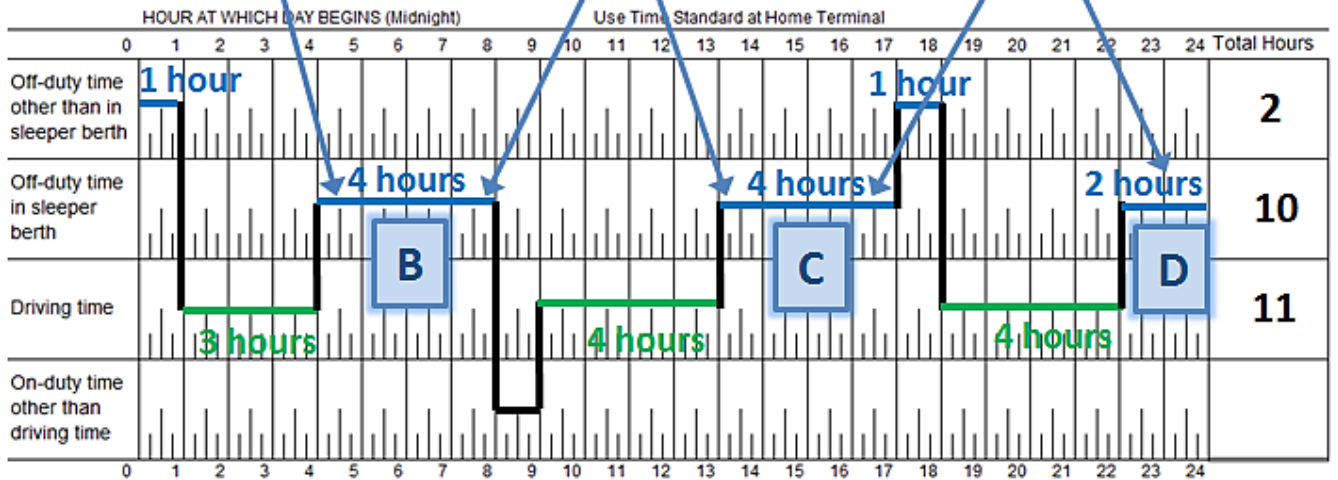 HOUR AT WHICH DAY BEGINS (Midnight) Use Time Standard at Home Terminal
0 1 2 3 4 5 6 7 8 9 10 11 12 13 14 15 16 17 18 19 20 21 22 23 24 Total Hours
Off-duty time
other than in
sleeper berth
1 hour
1 hour
2
Off-duty time
in sleeper
berth
4 hours
4 hours
2 hours
10
B
C
D
Driving time
3 hours
4 hours
4 hours
11
On-duty time
other than
driving time
0 1 2 3 4 5 6 7 8 9 10 11 12 13 14 15 16 17 18 19 20 21 22 23 24